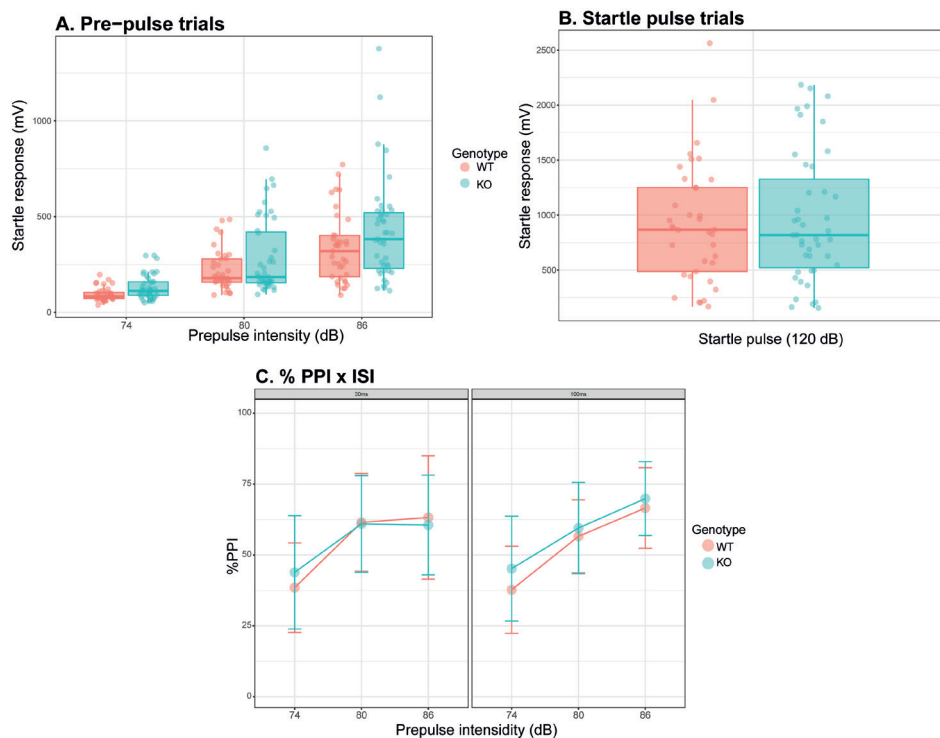 A. Pre-pulse trials
Startle response (mV)
1000
500
0
74
80
86
Prepulse intensity (dB)
Genotype
WT
KO
B. Startle pulse trials
Startle response (mV)
2500
2000
1500
1000
500
Startle pulse (120 dB)
C. % PPI x ISI
30ms
100ms
%PPI
100
75
50
25
0
74
80
86
74
80
86
Prepulse intensidity (dB)
Genotype
WT
KO